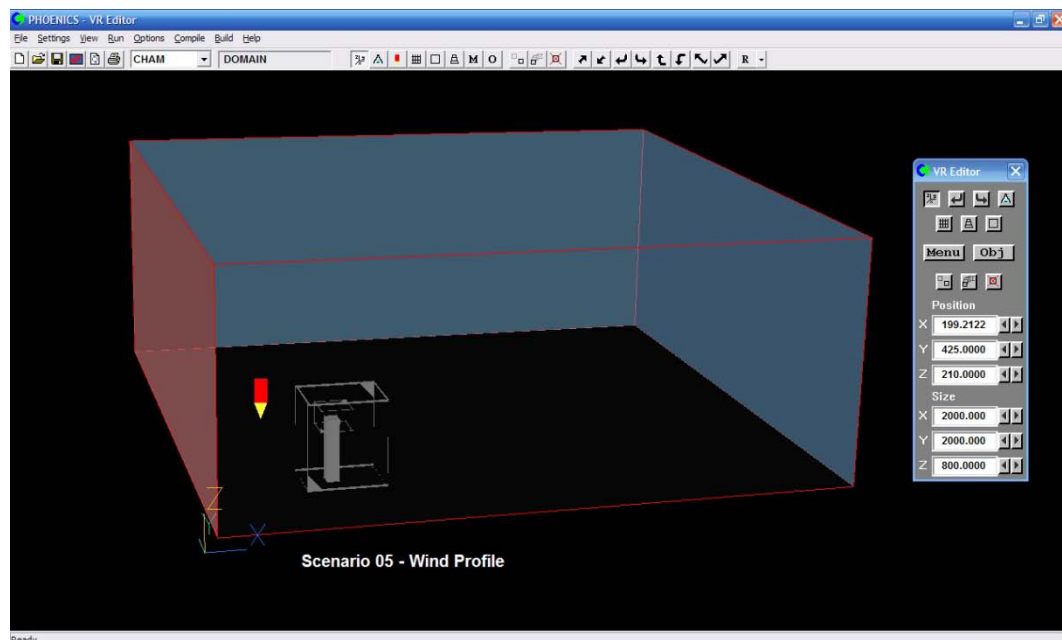 PHOENICS - VR Editor
File Settings View Run Options Compile Build Help
CHAM DOMAIN M O R
VR Editor
Menu Obj
Position
X 199.2122
Y 425.0000
Z 210.0000
Size
X 2000.000
Y 2000.000
Z 800.0000
Z
X
Scenario 05 - Wind Profile
Ready